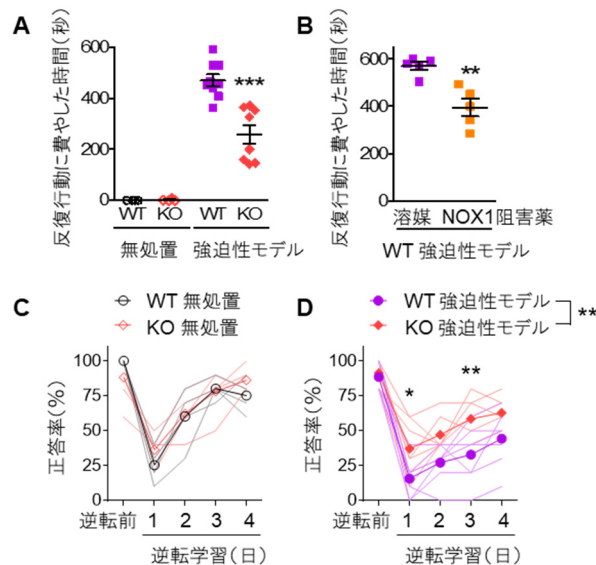 A
反復行動に費やした時間(秒)
600
400
200
0
***
WT KO WT KO
無処置 強迫性モデル
B
反復行動に費やした時間(秒)
600
400
200
0
**
溶媒 NOX1阻害薬
WT 強迫性モデル
C
WT 無処置
KO 無処置
正答率(%)
100
75
50
25
0
逆転前 1 2 3 4
逆転学習(日)
D
WT 強迫性モデル
KO 強迫性モデル
**
正答率(%)
100
75
50
25
0
*
**
逆転前 1 2 3 4
逆転学習(日)